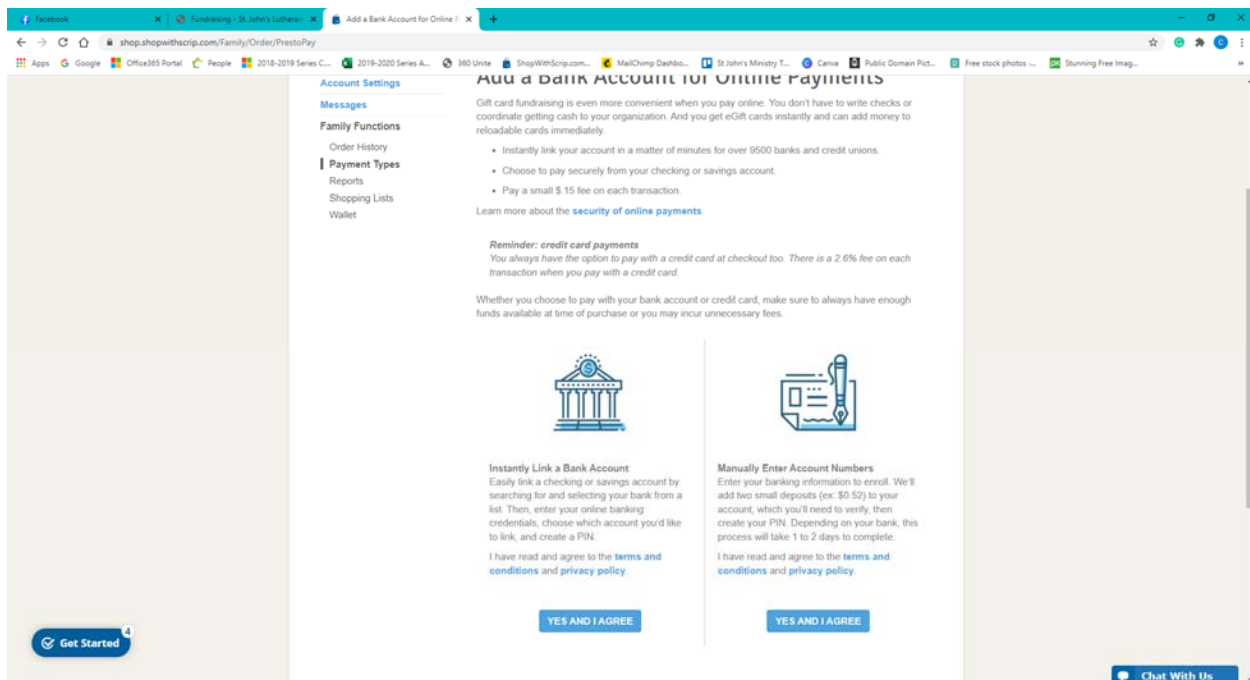 Facebook
Fundraising - St. John's Lutheran
Add a Bank Account for Online P
shop.shopwithscrip.com/Family/Order/PrestoPay
Apps
Google
Office365 Portal
People
2018-2019 Series C...
2019-2020 Series A...
360 Unite
ShopWithScrip.com...
MailChimp Dashbo...
St John's Ministry T...
Canva
Public Domain Pict...
Free stock photos -...
Stunning Free Imag...
Account Settings
Messages
Family Functions
Order History
Payment Types
Reports
Shopping Lists
Wallet
Add a Bank Account for Online Payments
Gift card fundraising is even more convenient when you pay online. You don't have to write checks or
coordinate getting cash to your organization. And you get eGift cards instantly and can add money to
reloadable cards immediately.
• Instantly link your account in a matter of minutes for over 9500 banks and credit unions.
• Choose to pay securely from your checking or savings account.
• Pay a small $.15 fee on each transaction.
Learn more about the security of online payments.
Reminder: credit card payments
You always have the option to pay with a credit card at checkout too. There is a 2.6% fee on each
transaction when you pay with a credit card.
Whether you choose to pay with your bank account or credit card, make sure to always have enough
funds available at time of purchase or you may incur unnecessary fees.
Instantly Link a Bank Account
Easily link a checking or savings account by
searching for and selecting your bank from a
list. Then, enter your online banking
credentials, choose which account you'd like
to link, and create a PIN.
I have read and agree to the terms and
conditions and privacy policy.
YES AND I AGREE
Manually Enter Account Numbers
Enter your banking information to enroll. We'll
add two small deposits (ex: $0.52) to your
account, which you'll need to verify, then
create your PIN. Depending on your bank, this
process will take 1 to 2 days to complete.
I have read and agree to the terms and
conditions and privacy policy.
YES AND I AGREE
Get Started
4
Chat With Us